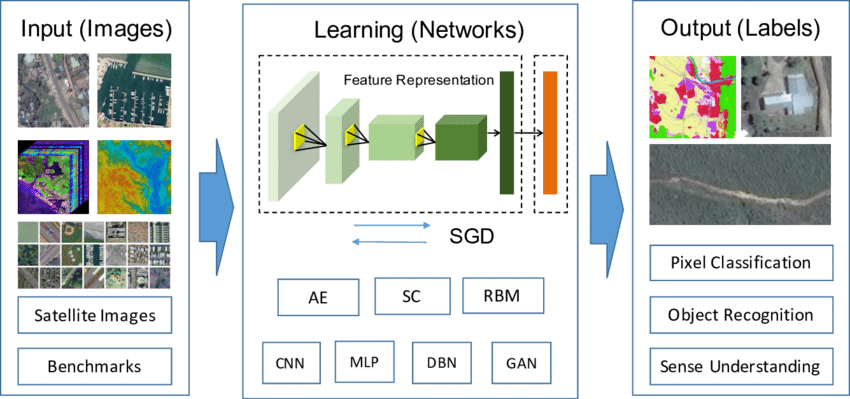 Input (Images)
Satellite Images
Benchmarks
Learning (Networks)
Feature Representation
SGD
AE
SC
RBM
CNN
MLP
DBN
GAN
Output (Labels)
Pixel Classification
Object Recognition
Sense Understanding